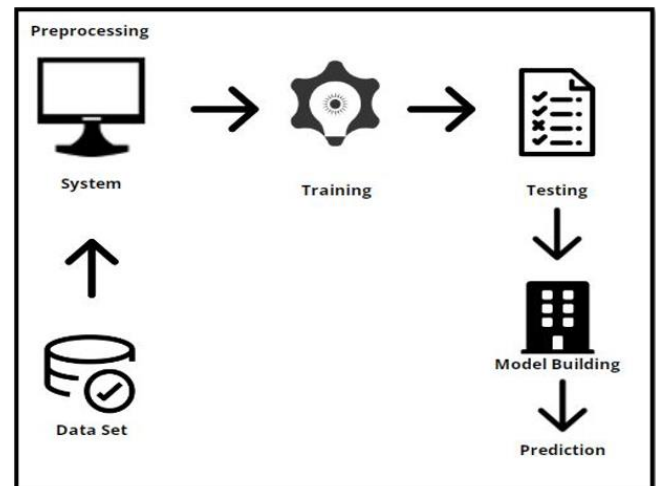 Preprocessing
System
Training
Testing
Data Set
Model Building
Prediction